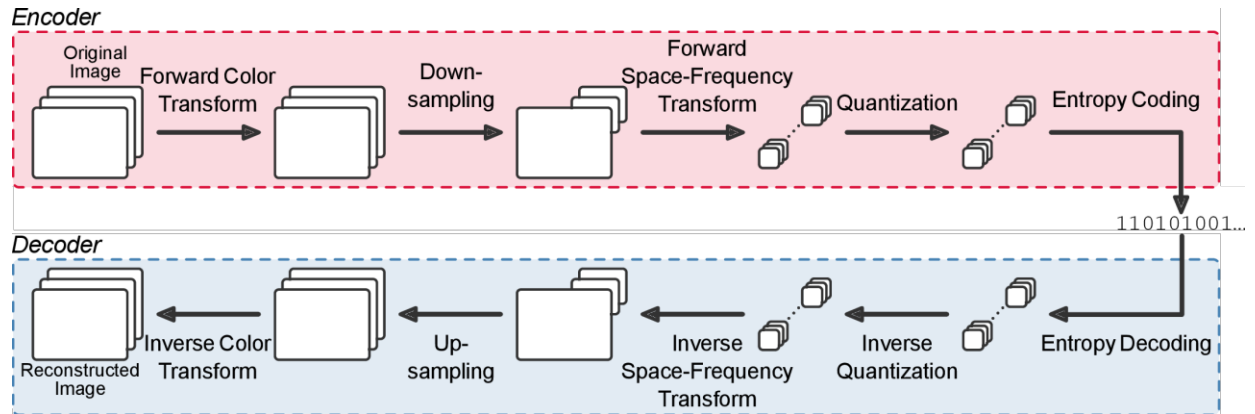 Encoder
Original
Image
Forward Color
Transform
Down-
sampling
Forward
Space-Frequency
Transform
Quantization
Entropy Coding
110101001...
Decoder
Reconstructed
Image
Inverse Color
Transform
Up-
sampling
Inverse
Space-Frequency
Transform
Inverse
Quantization
Entropy Decoding